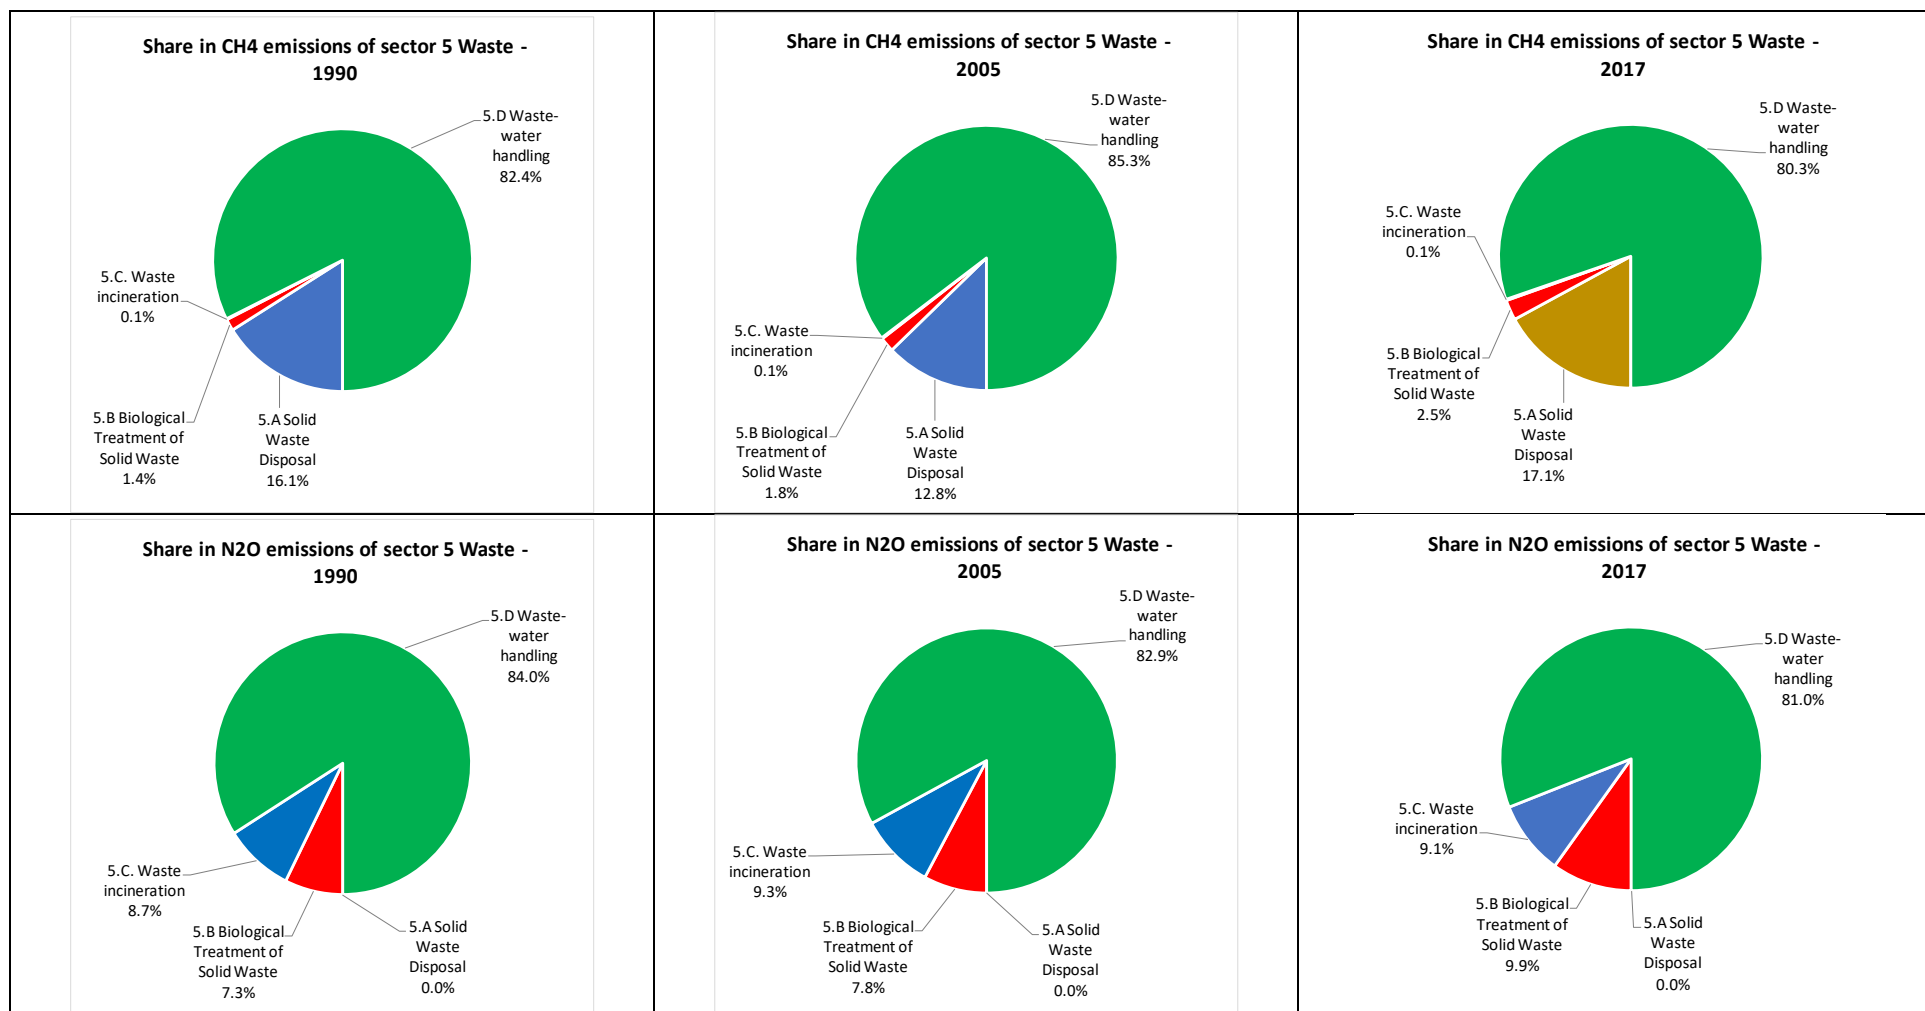 Share in CH4 emissions of sector 5 Waste -
1990
5.D Waste-
water
handling
82.4%
5.C. Waste
incineration
0.1%
5.B Biological
Treatment of
Solid Waste
1.4%
5.A Solid
Waste
Disposal
16.1%
Share in CH4 emissions of sector 5 Waste -
2005
5.D Waste-
water
handling
85.3%
5.C. Waste
incineration
0.1%
5.B Biological
Treatment of
Solid Waste
1.8%
5.A Solid
Waste
Disposal
12.8%
Share in CH4 emissions of sector 5 Waste -
2017
5.D Waste-
water
handling
80.3%
5.C. Waste
incineration
0.1%
5.B Biological
Treatment of
Solid Waste
2.5%
5.A Solid
Waste
Disposal
17.1%
Share in N2O emissions of sector 5 Waste -
1990
5.D Waste-
water
handling
84.0%
5.C. Waste
incineration
8.7%
5.B Biological
Treatment of
Solid Waste
7.3%
5.A Solid
Waste
Disposal
0.0%
Share in N2O emissions of sector 5 Waste -
2005
5.D Waste-
water
handling
82.9%
5.C. Waste
incineration
9.3%
5.B Biological
Treatment of
Solid Waste
7.8%
5.A Solid
Waste
Disposal
0.0%
Share in N2O emissions of sector 5 Waste -
2017
5.D Waste-
water
handling
81.0%
5.C. Waste
incineration
9.1%
5.B Biological
Treatment of
Solid Waste
9.9%
5.A Solid
Waste
Disposal
0.0%